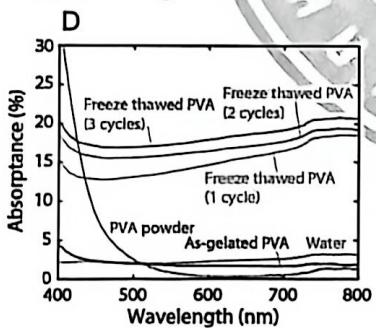 D
30
25
20
15
10
5
0
Absorptance (%)
Freeze thawed PVA
(3 cycles)
Freeze thawed PVA
(2 cycles)
Freeze thawed PVA
(1 cycle)
PVA powder
As-gelated PVA
Water
400 500 600 700 800
Wavelength (nm)